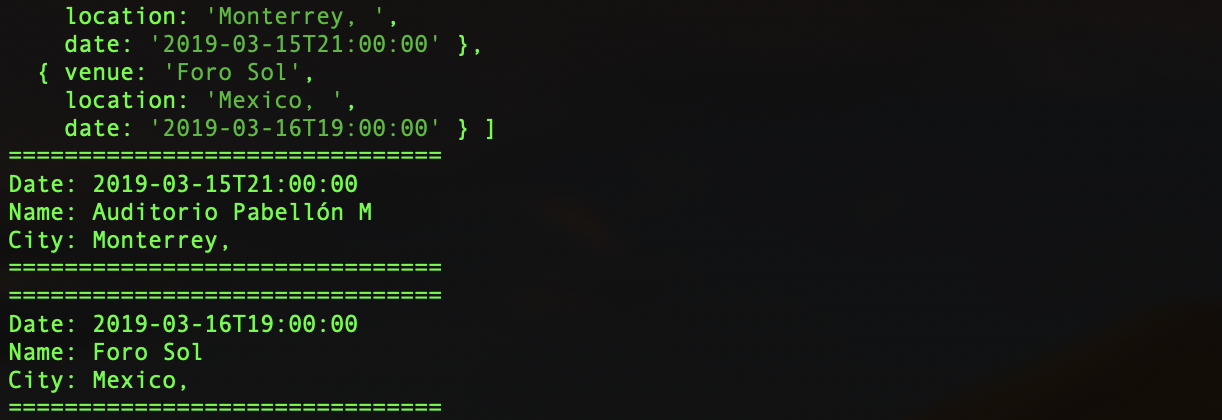 location: 'Monterrey, ',
date: '2019-03-15T21:00:00' },
{ venue: 'Foro Sol',
location: 'Mexico, ',
date: '2019-03-16T19:00:00' } ]
===============================
Date: 2019-03-15T21:00:00
Name: Auditorio Pabellón M
City: Monterrey,
===============================
===============================
Date: 2019-03-16T19:00:00
Name: Foro Sol
City: Mexico,
===============================